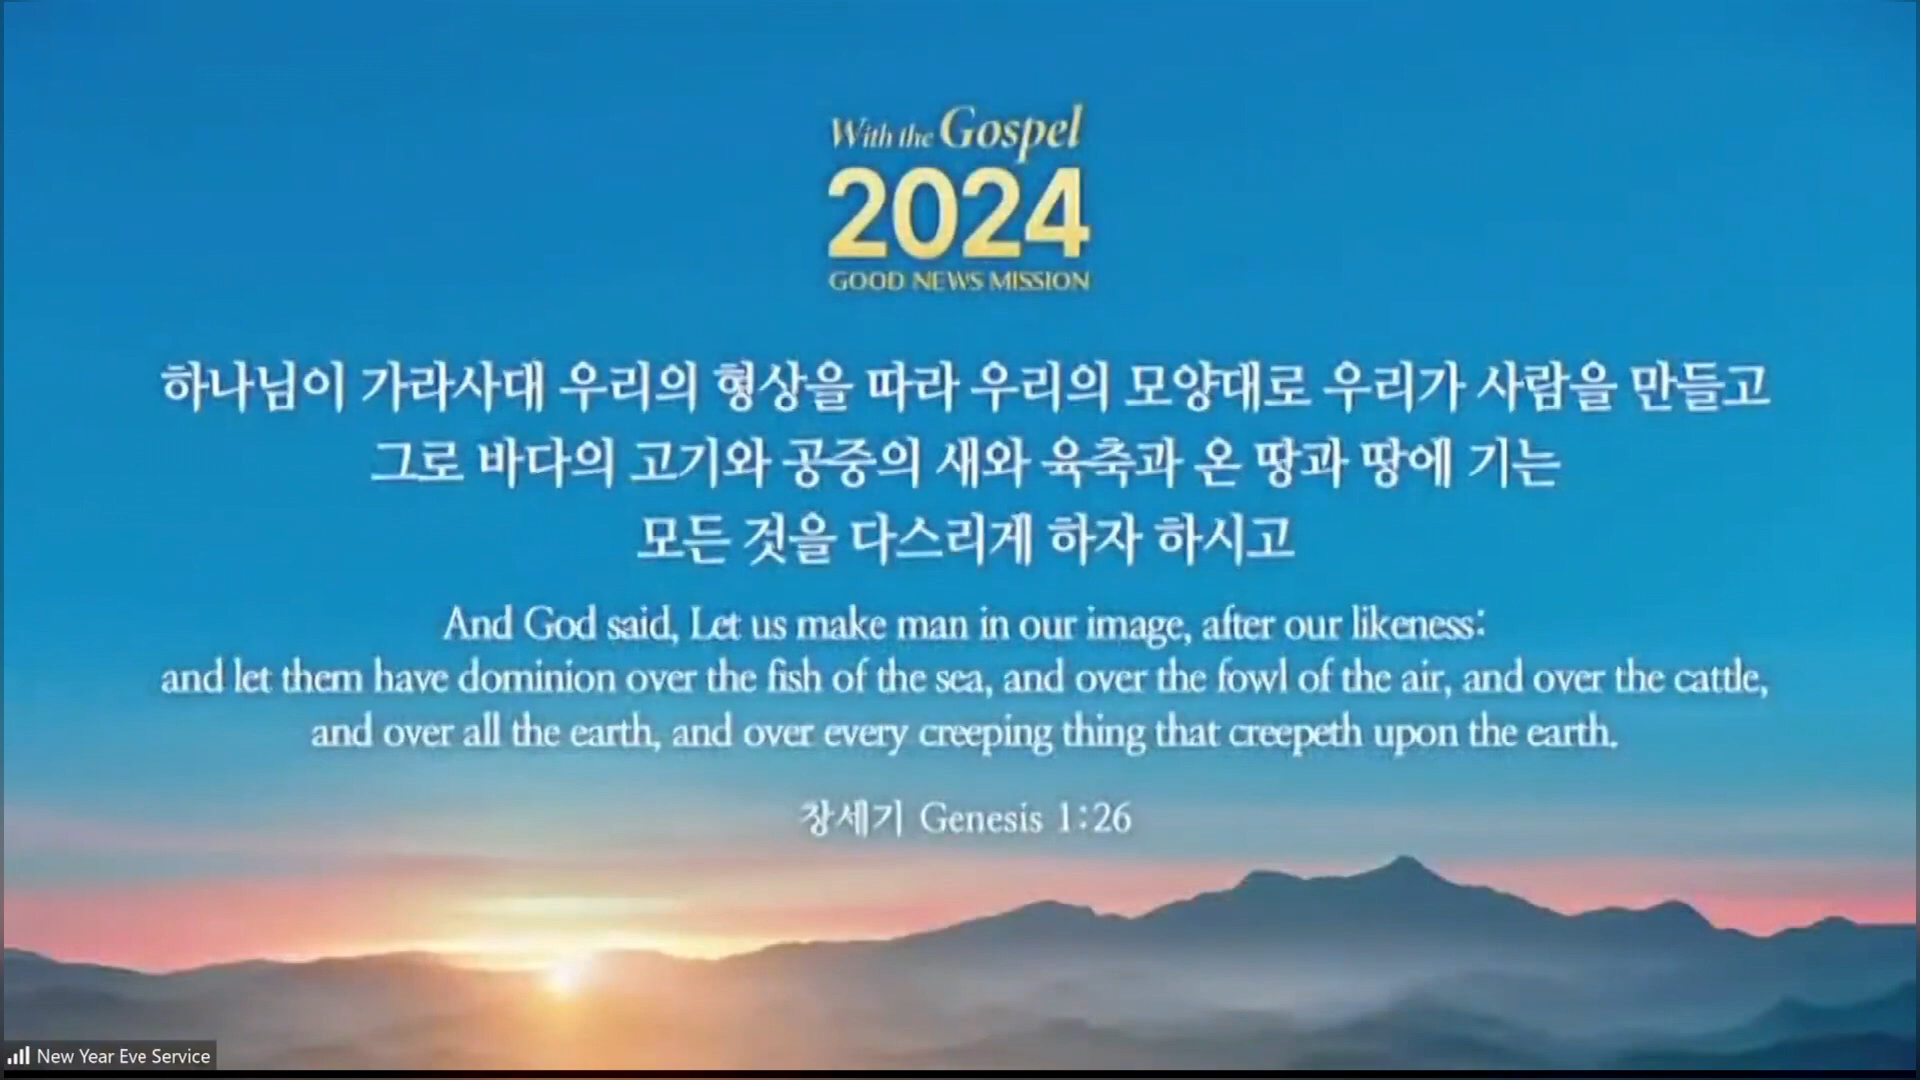 With the Gospel
2024
GOOD NEWS MISSION
하나님이 가라사대 우리의 형상을 따라 우리의 모양대로 우리가 사람을 만들고
그로 바다의 고기와 공중의 새와 육축과 온 땅과 땅에 기는
모든 것을 다스리게 하자 하시고
And God said, Let us make man in our image, after our likeness:
and let them have dominion over the fish of the sea, and over the fowl of the air, and over the cattle,
and over all the earth, and over every creeping thing that creepeth upon the earth.
창세기 Genesis 1:26
New Year Eve Service